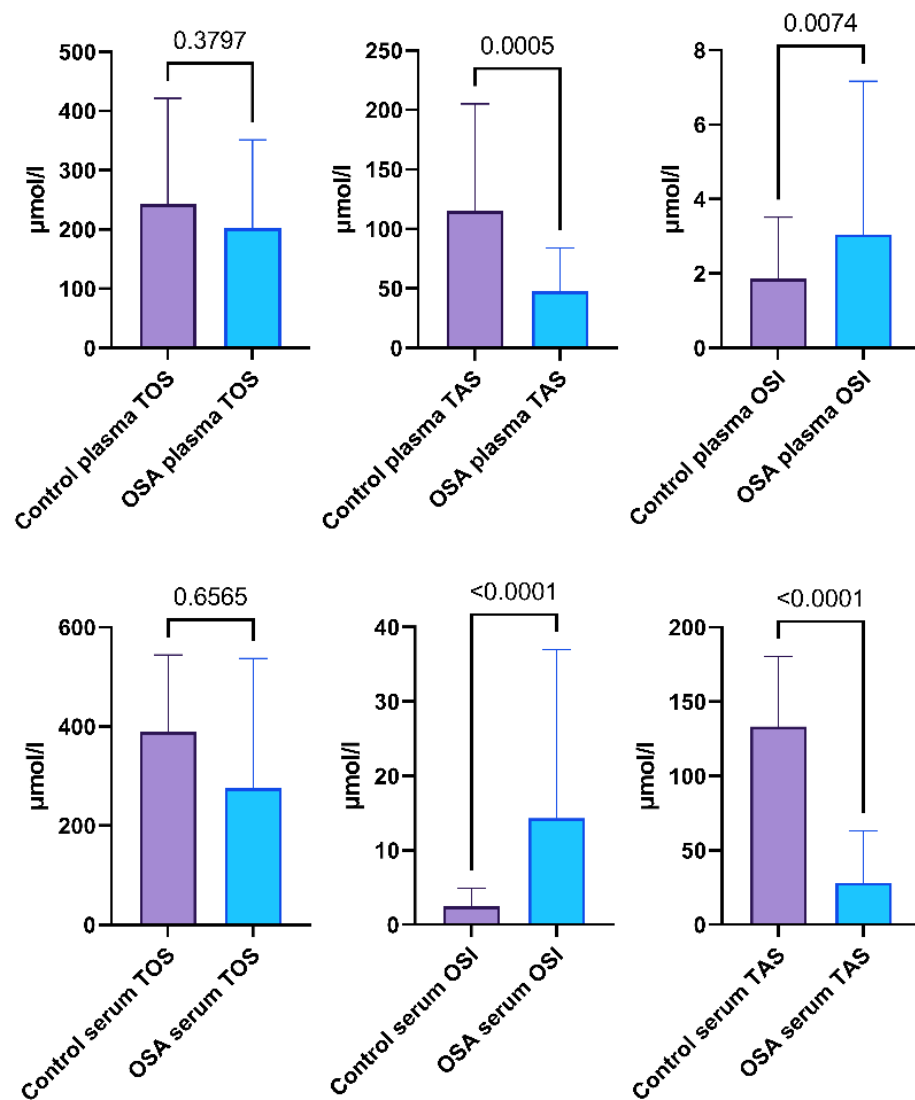 0.3797
500
400
300
200
100
0
µmol/l
Control plasma TOS
OSA plasma TOS
0.0005
250
200
150
100
50
0
µmol/l
Control plasma TAS
OSA plasma TAS
0.0074
8
6
4
2
0
µmol/l
Control plasma OSI
OSA plasma OSI
0.6565
600
400
200
0
µmol/l
Control serum TOS
OSA serum TOS
<0.0001
40
30
20
10
0
µmol/l
Control serum OSI
OSA serum OSI
<0.0001
200
150
100
50
0
µmol/l
Control serum TAS
OSA serum TAS